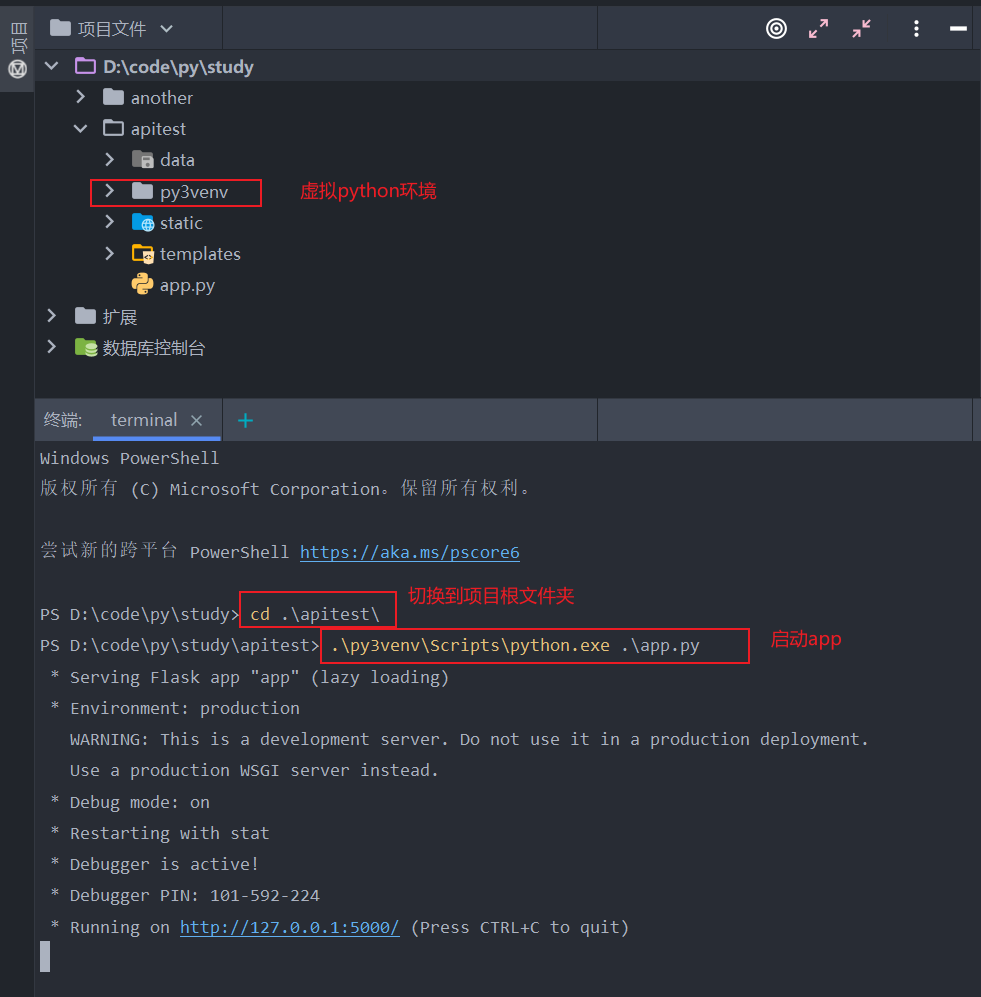 项目
项目文件
D:\code\py\study
another
apitest
data
py3venv
虚拟python环境
static
templates
app.py
扩展
数据库控制台
终端: terminal
Windows PowerShell
版权所有 (C) Microsoft Corporation。保留所有权利。
尝试新的跨平台 PowerShell https://aka.ms/pscore6
切换到项目根文件夹
PS D:\code\py\study> cd .\apitest\
启动app
PS D:\code\py\study\apitest> .\py3venv\Scripts\python.exe .\app.py
* Serving Flask app "app" (lazy loading)
* Environment: production
WARNING: This is a development server. Do not use it in a production deployment.
Use a production WSGI server instead.
* Debug mode: on
* Restarting with stat
* Debugger is active!
* Debugger PIN: 101-592-224
* Running on http://127.0.0.1:5000/ (Press CTRL+C to quit)